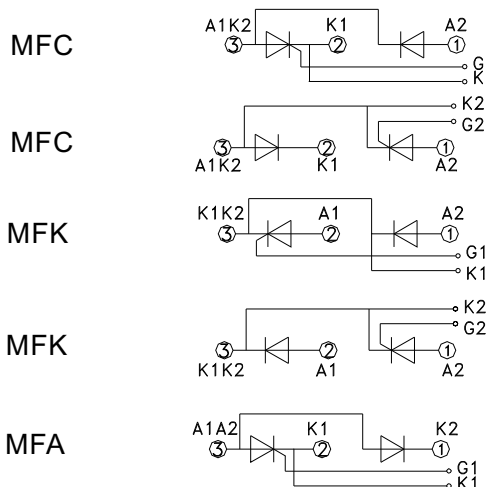 MFC
A1K2 K1 A2
3 2 1
G
K
MFC
K2
G2
3 2 1
A1K2 K1 A2
MFK
K1K2 A1 A2
3 2 1
G1
K1
MFK
K2
G2
3 2 1
K1K2 A1 A2
MFA
A1A2 K1 K2
3 2 1
G1
K1